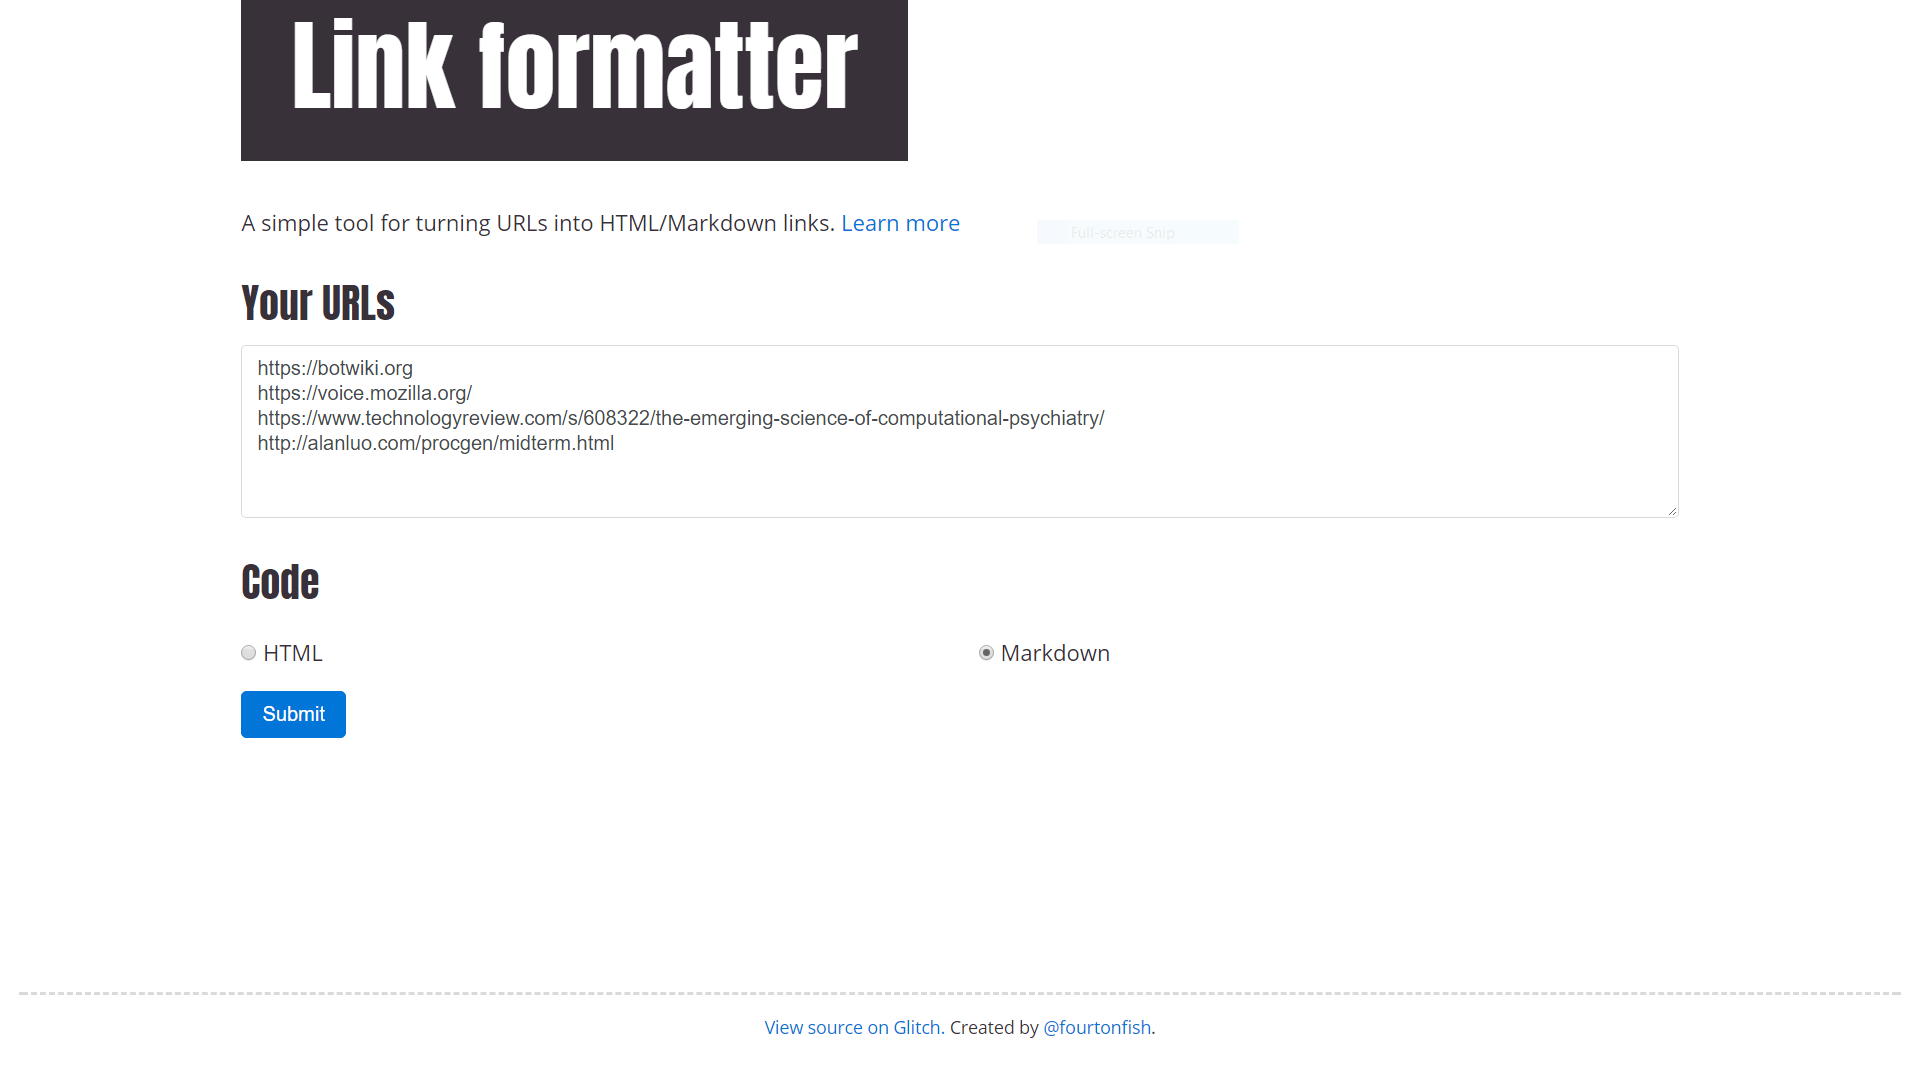 Link formatter
A simple tool for turning URLs into HTML/Markdown links. Learn more
Full-screen Snip
Your URLs
https://botwiki.org
https://voice.mozilla.org/
https://www.technologyreview.com/s/608322/the-emerging-science-of-computational-psychiatry/
http://alanluo.com/procgen/midterm.html
Code
HTML
Markdown
Submit
View source on Glitch. Created by @fourtonfish.